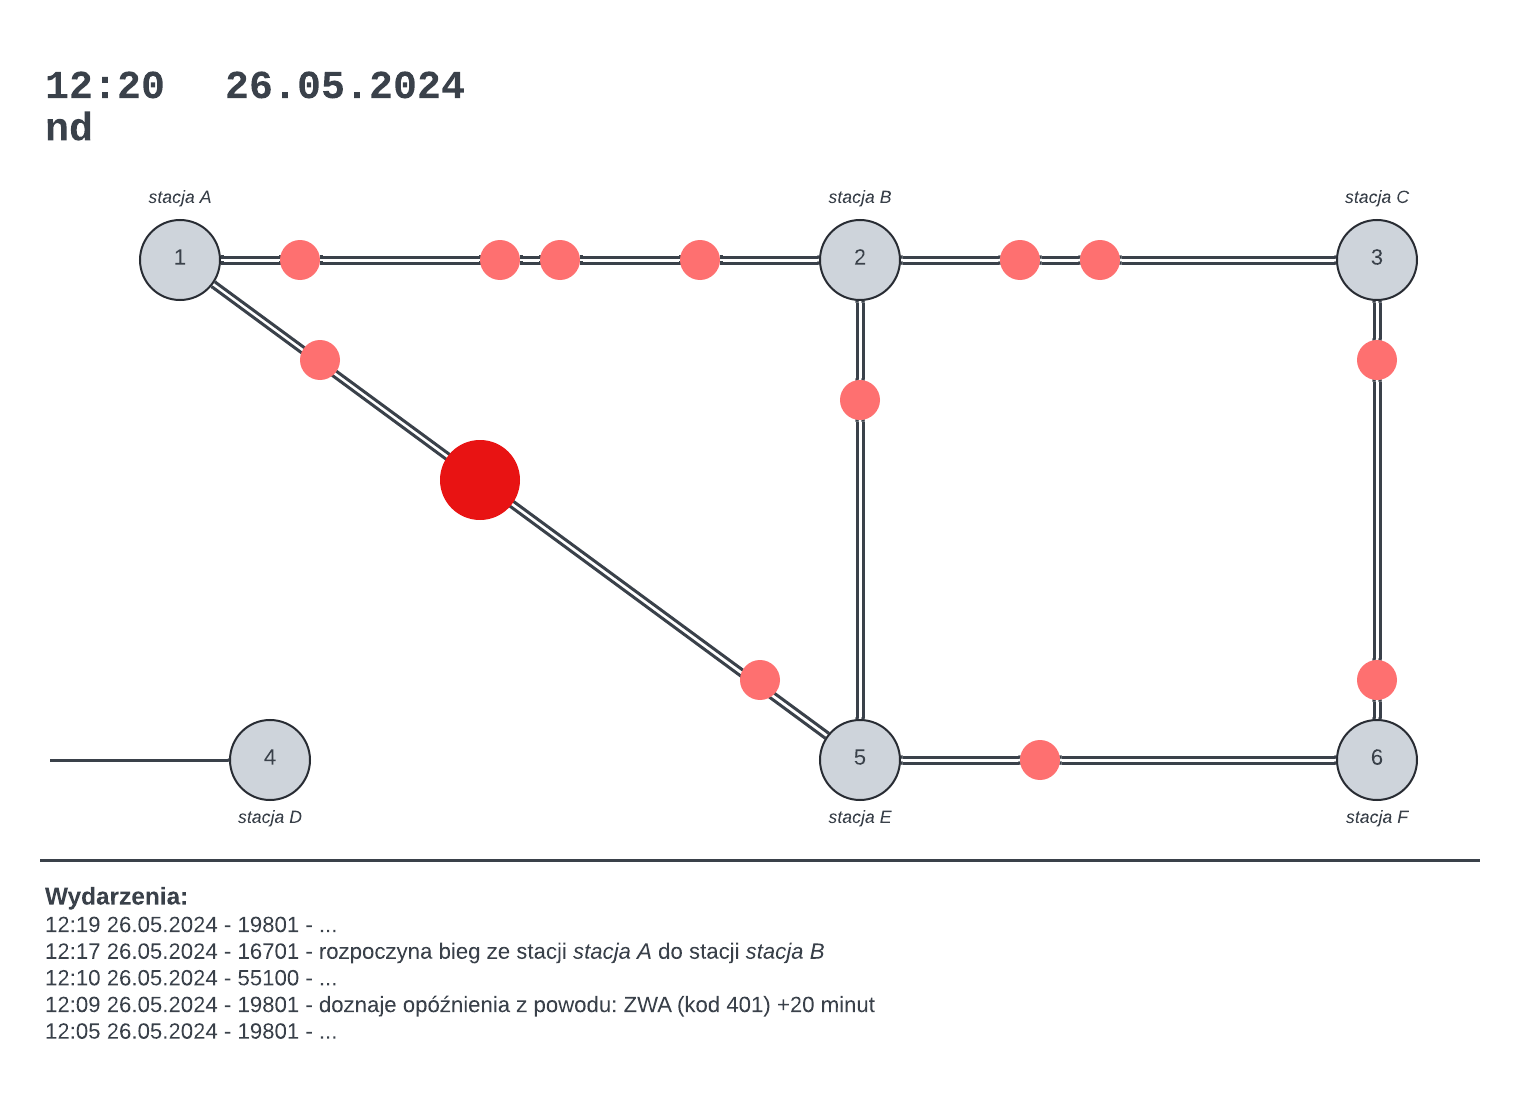 12:20 26.05.2024
nd
stacja A
stacja B
stacja C
1
2
3
4
5
6
stacja D
stacja E
stacja F
Wydarzenia:
12:19 26.05.2024 - 19801 - ...
12:17 26.05.2024 - 16701 - rozpoczyna bieg ze stacji stacja A do stacji stacja B
12:10 26.05.2024 - 55100 - ...
12:09 26.05.2024 - 19801 - doznaje opóźnienia z powodu: ZWA (kod 401) +20 minut
12:05 26.05.2024 - 19801 - ...